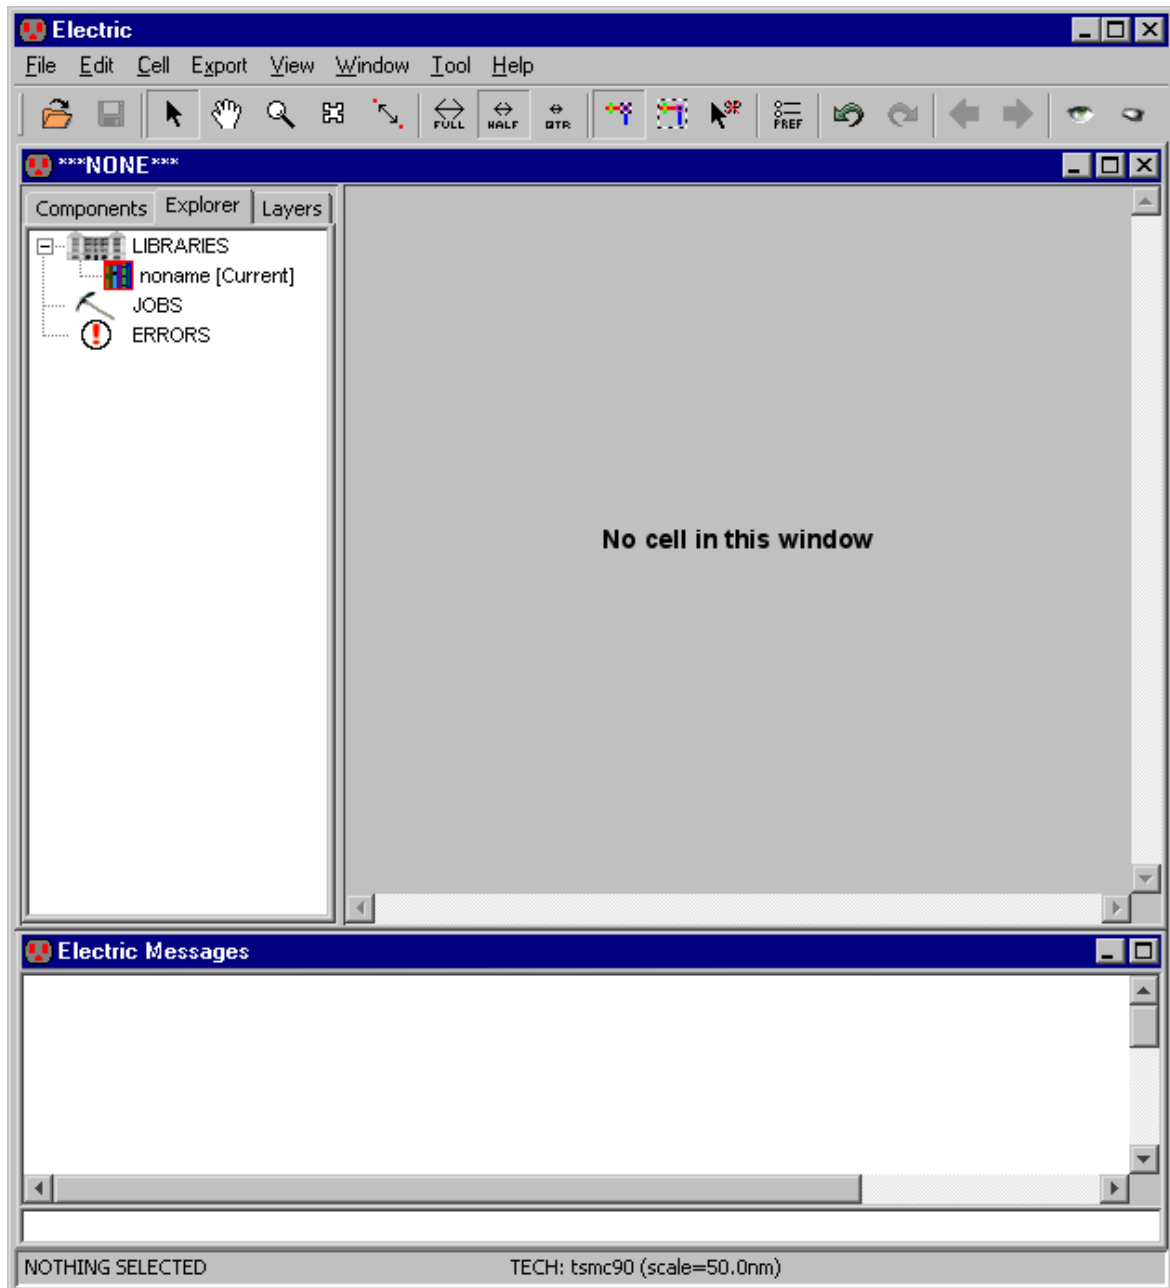 Electric
File Edit Cell Export View Window Tool Help
FULL HALF QTR SP PREF
***NONE***
Components Explorer Layers
LIBRARIES
noname [Current]
JOBS
ERRORS
No cell in this window
Electric Messages
NOTHING SELECTED TECH: tsmc90 (scale=50.0nm)